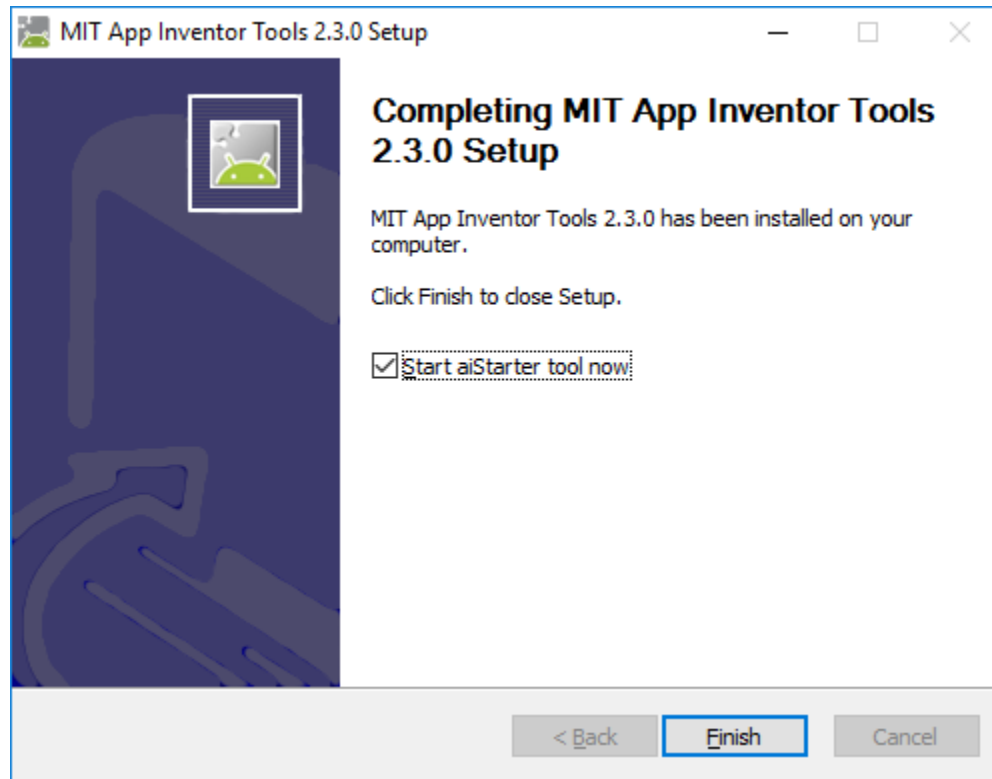 MIT App Inventor Tools 2.3.0 Setup
Completing MIT App Inventor Tools
2.3.0 Setup
MIT App Inventor Tools 2.3.0 has been installed on your
computer.
Click Finish to close Setup.
Start aiStarter tool now
< Back Finish Cancel